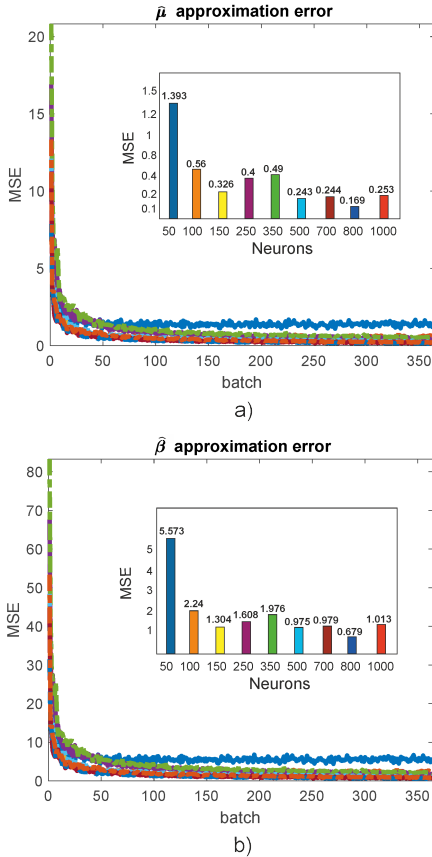 μ̂ approximation error
20
15
10
5
0
MSE
1.5
1.2
1
0.8
0.4
0.2
0.1
MSE
1.393
0.56
0.326
0.4
0.49
0.243
0.244
0.169
0.253
50 100 150 250 350 500 700 800 1000
Neurons
0 50 100 150 200 250 300 350
batch
a)
β̂ approximation error
80
70
60
50
40
30
20
10
0
MSE
5
4
3
2
1
MSE
5.573
2.24
1.304
1.608
1.976
0.975
0.979
0.679
1.013
50 100 150 250 350 500 700 800 1000
Neurons
0 50 100 150 200 250 300 350
batch
b)